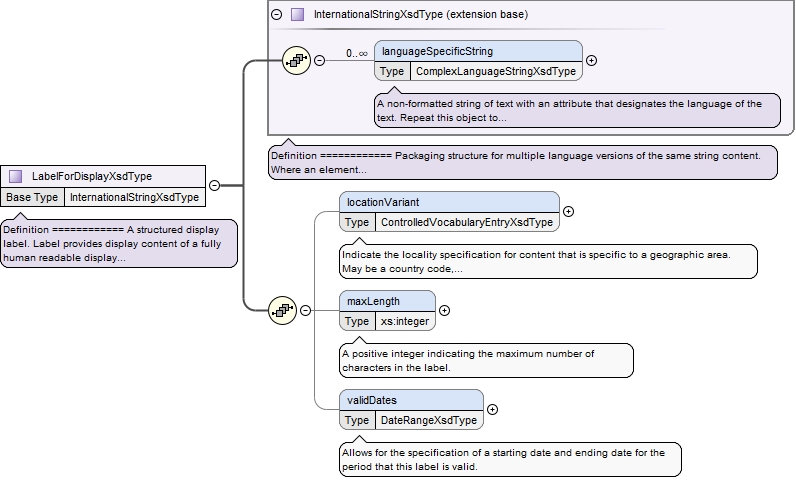 InternationalStringXsdType (extension base)
0..∞
languageSpecificString
Type ComplexLanguageStringXsdType
A non-formatted string of text with an attribute that designates the language of the
text. Repeat this object to...
Definition ============ Packaging structure for multiple language versions of the same string content.
Where an element...
LabelForDisplayXsdType
Base Type InternationalStringXsdType
Definition ============ A structured display
label. Label provides display content of a fully
human readable display...
locationVariant
Type ControlledVocabularyEntryXsdType
Indicate the locality specification for content that is specific to a geographic area.
May be a country code,...
maxLength
Type xs:integer
A positive integer indicating the maximum number of
characters in the label.
validDates
Type DateRangeXsdType
Allows for the specification of a starting date and ending date for the
period that this label is valid.